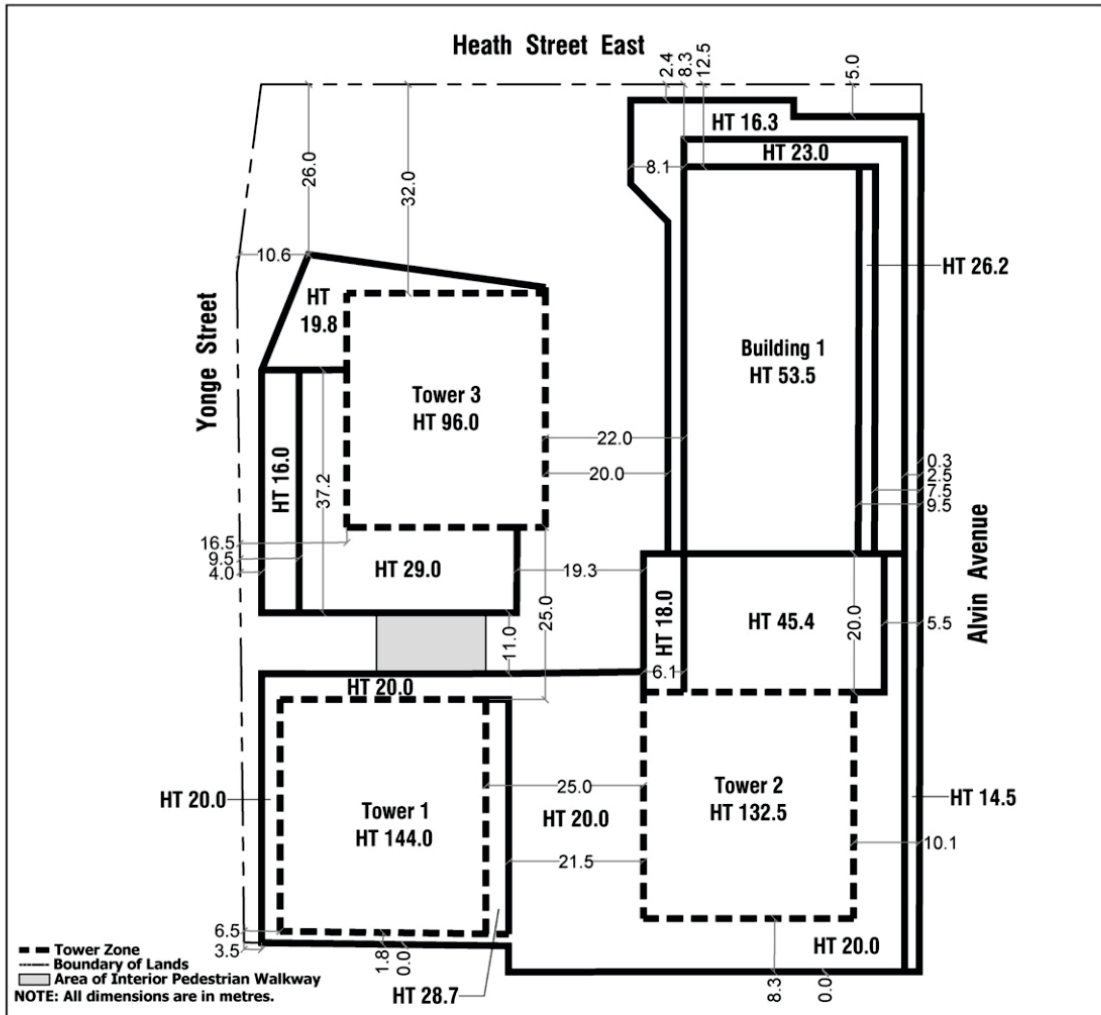 Heath Street East
2.4
8.3
12.5
5.0
HT 16.3
HT 23.0
8.1
26.0
32.0
10.6
HT 26.2
HT
19.8
Yonge Street
Building 1
HT 53.5
Tower 3
HT 96.0
22.0
20.0
HT 16.0
37.2
0.3
2.5
7.5
9.5
16.5
9.5
4.0
HT 29.0
19.3
25.0
HT 18.0
HT 45.4
20.0
5.5
Alvin Avenue
11.0
6.1
HT 20.0
25.0
HT 20.0
Tower 1
HT 144.0
HT 20.0
Tower 2
HT 132.5
HT 14.5
10.1
21.5
6.5
3.5
1.8
0.0
HT 28.7
8.3
0.0
HT 20.0
Tower Zone
Boundary of Lands
Area of Interior Pedestrian Walkway
NOTE: All dimensions are in metres.